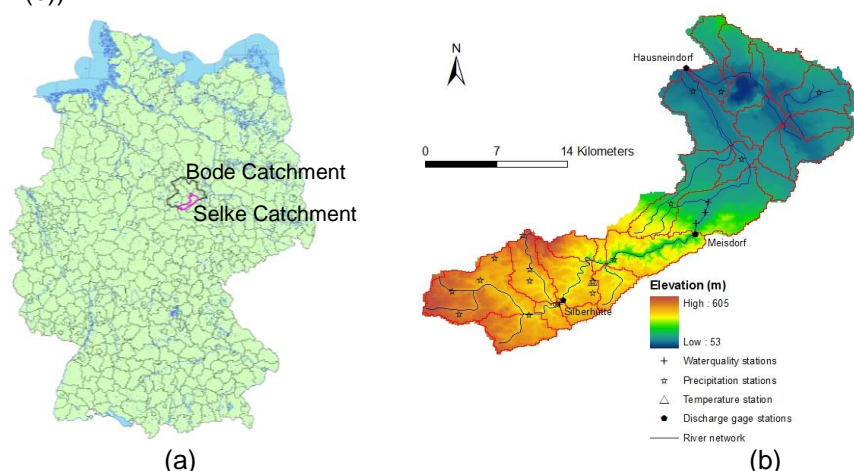 (c))
Bode Catchment
Selke Catchment
(a)
N
0 7 14 Kilometers
Hausneindorf
Meisdorf
Silberhütte
Elevation (m)
High : 605
Low : 53
Waterquality stations
Precipitation stations
Temperature station
Discharge gage stations
River network
(b)